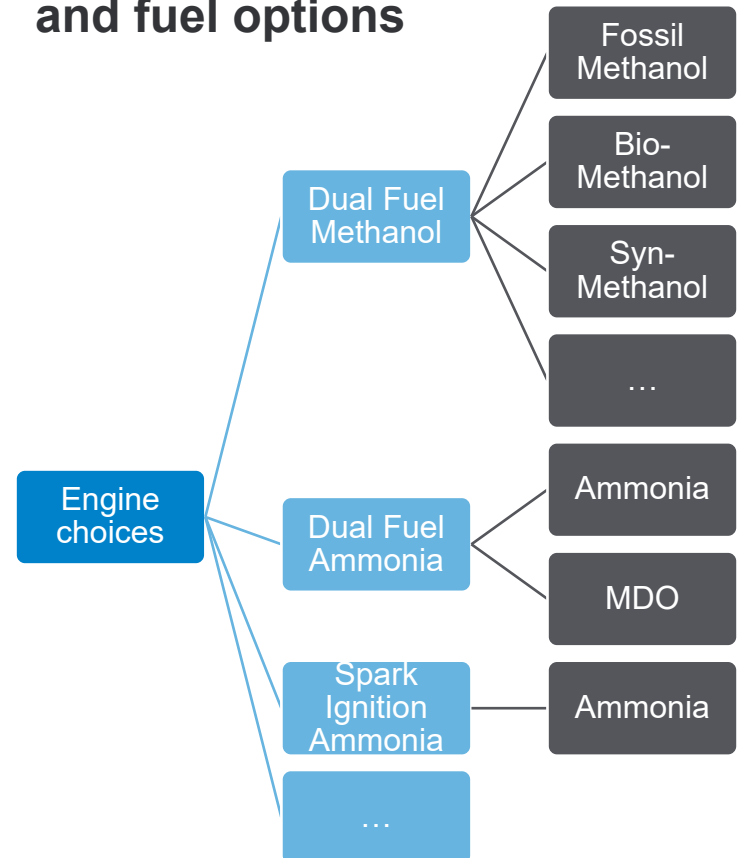 and fuel options
Fossil
Methanol
Bio-
Methanol
Dual Fuel
Methanol
Syn-
Methanol
…
Engine
choices
Ammonia
Dual Fuel
Ammonia
MDO
Spark
Ignition
Ammonia
Ammonia
…